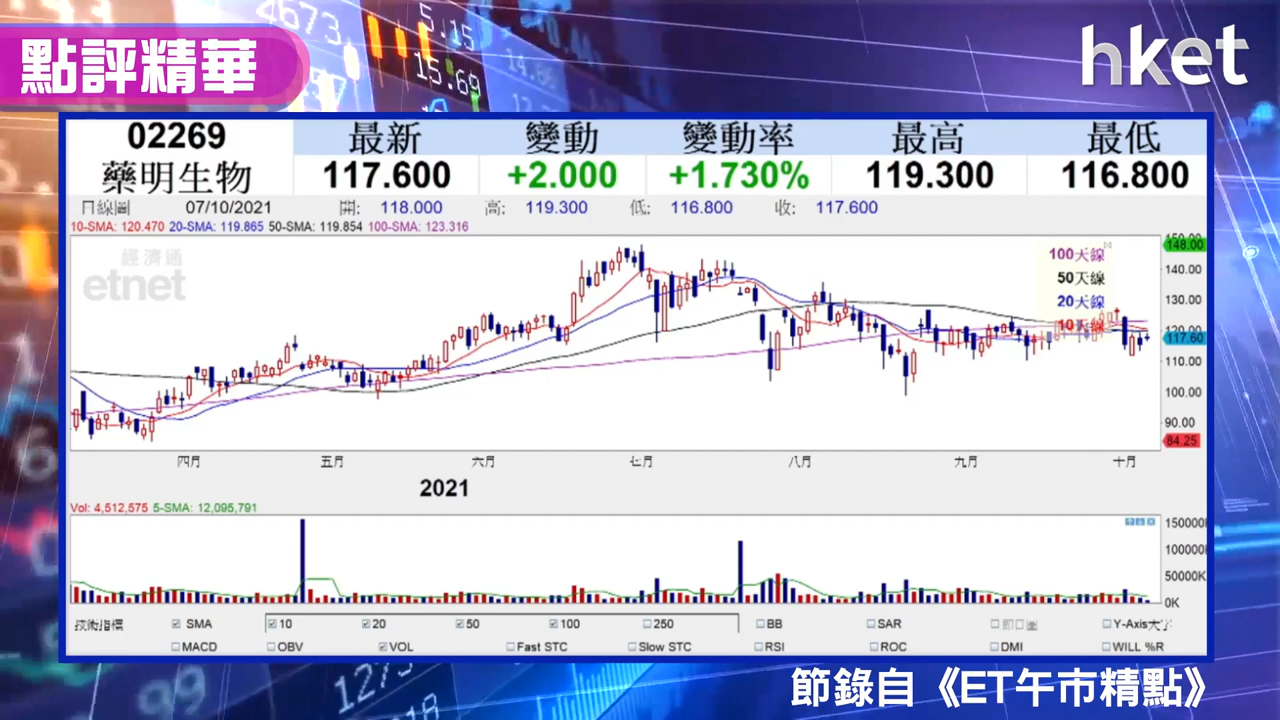 點評精華
hket
02269 最新 變動 變動率 最高 最低
藥明生物 117.600 +2.000 +1.730% 119.300 116.800
日線圖 07/10/2021 開: 118.000 高: 119.300 低: 116.800 收: 117.600
10-SMA: 120.470 20-SMA: 119.865 50-SMA: 119.854 100-SMA: 123.316
經濟通
etnet
100天線
50天線
20天線
10天線
150.00
148.00
140.00
130.00
120.00
117.60
110.00
100.00
90.00
84.25
四月 五月 六月 七月 八月 九月 十月
2021
Vol: 4,512,575 5-SMA: 12,095,791
150000K
100000K
50000K
0K
技術指標 SMA 10 20 50 100 250 BB SAR 即日圖 Y-Axis大字
MACD OBV VOL Fast STC Slow STC RSI ROC DMI WILL %R
節錄自《ET午市精點》